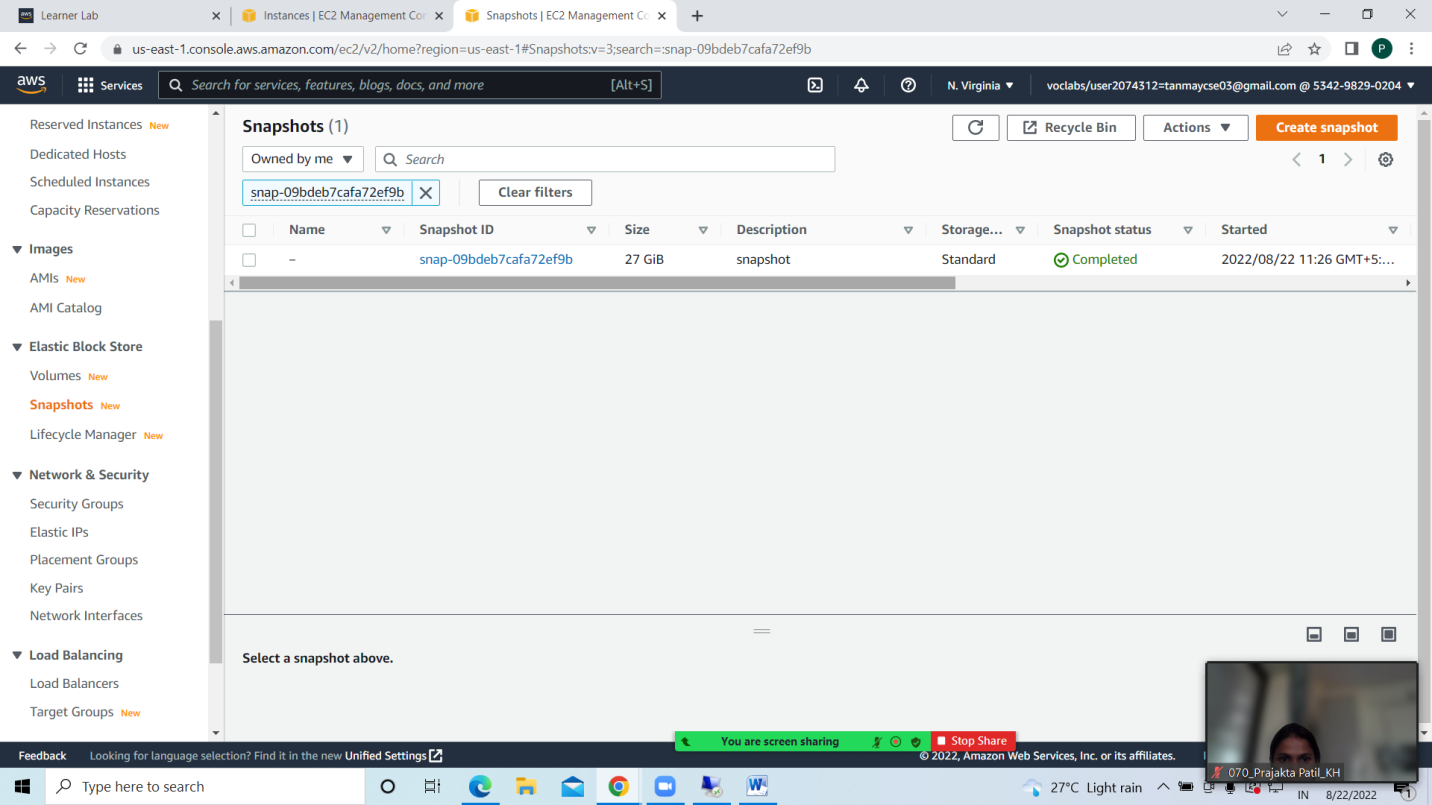 Learner Lab
Instances | EC2 Management Con
Snapshots | EC2 Management Co
us-east-1.console.aws.amazon.com/ec2/v2/home?region=us-east-1#Snapshots:v=3;search=:snap-09bdeb7cafa72ef9b
P
aws
Services
Search for services, features, blogs, docs, and more
[Alt+S]
N. Virginia
voclabs/user2074312=tanmaycse03@gmail.com @ 5342-9829-0204
Reserved Instances New
Dedicated Hosts
Scheduled Instances
Capacity Reservations
Images
AMIs New
AMI Catalog
Elastic Block Store
Volumes New
Snapshots New
Lifecycle Manager New
Network & Security
Security Groups
Elastic IPs
Placement Groups
Key Pairs
Network Interfaces
Load Balancing
Load Balancers
Target Groups New
Snapshots (1)
Recycle Bin
Actions
Create snapshot
Owned by me
Search
1
snap-09bdeb7cafa72ef9b
Clear filters
Name Snapshot ID Size Description Storage... Snapshot status Started
– snap-09bdeb7cafa72ef9b 27 GiB snapshot Standard Completed 2022/08/22 11:26 GMT+5:...
Select a snapshot above.
070_Prajakta Patil_KH
You are screen sharing
Stop Share
Feedback
Looking for language selection? Find it in the new Unified Settings
© 2022, Amazon Web Services, Inc. or its affiliates.
Type here to search
27°C Light rain
IN
8/22/2022
1